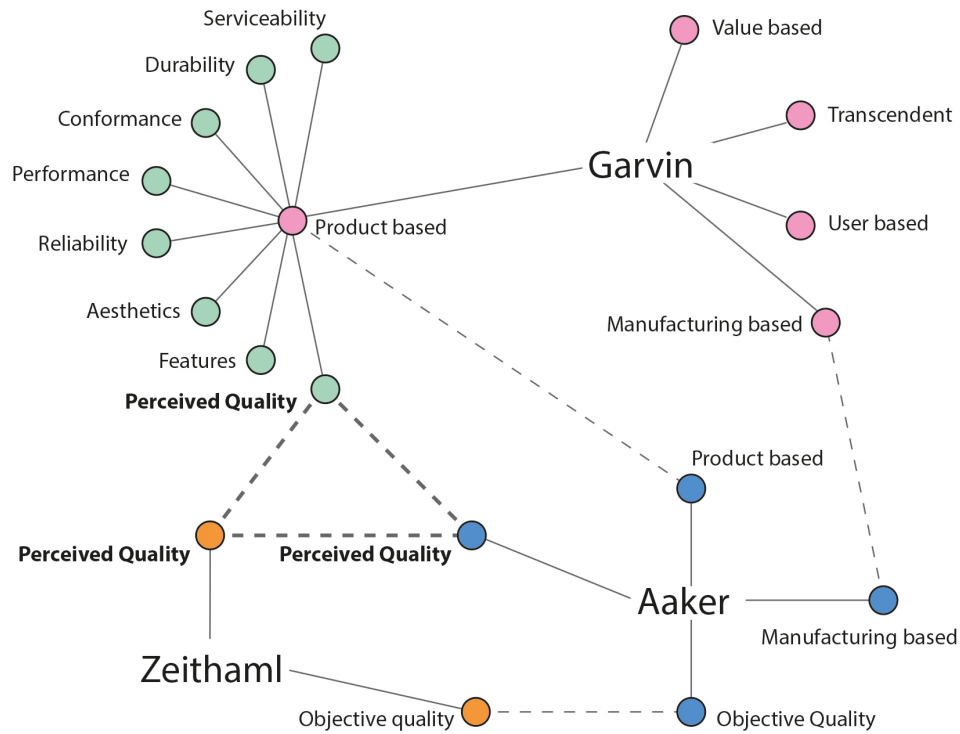 Serviceability
Value based
Durability
Transcendent
Conformance
Garvin
Performance
Product based
User based
Reliability
Aesthetics
Manufacturing based
Features
Perceived Quality
Product based
Perceived Quality
Perceived Quality
Aaker
Manufacturing based
Zeithaml
Objective quality
Objective Quality